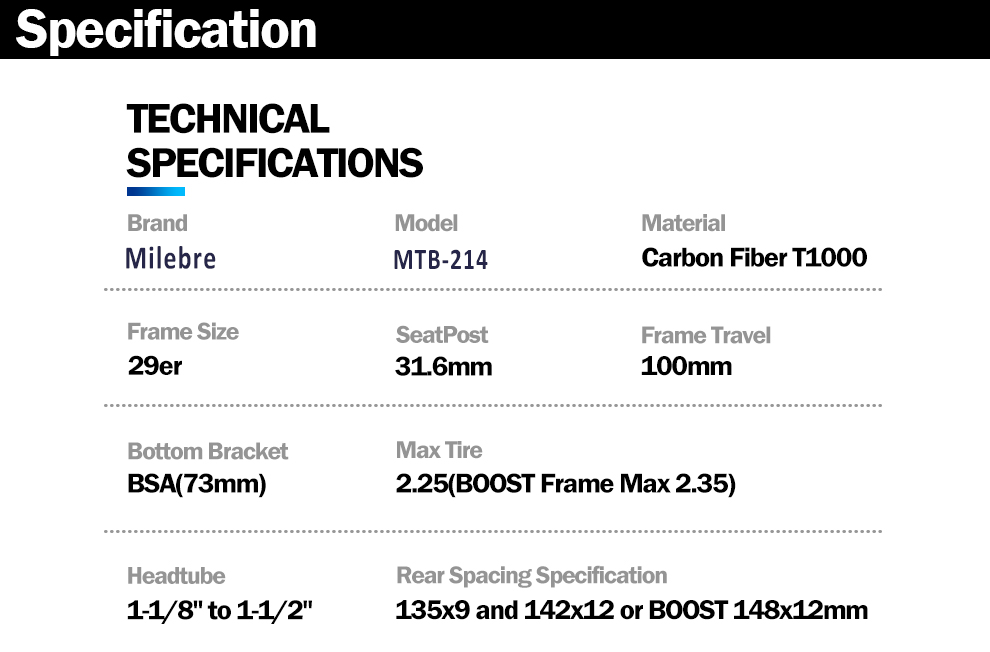 Specification
TECHNICAL
SPECIFICATIONS
Brand Model Material
Milebre MTB-214 Carbon Fiber T1000
Frame Size SeatPost Frame Travel
29er 31.6mm 100mm
Bottom Bracket Max Tire
BSA(73mm) 2.25(BOOST Frame Max 2.35)
Headtube Rear Spacing Specification
1-1/8" to 1-1/2" 135x9 and 142x12 or BOOST 148x12mm